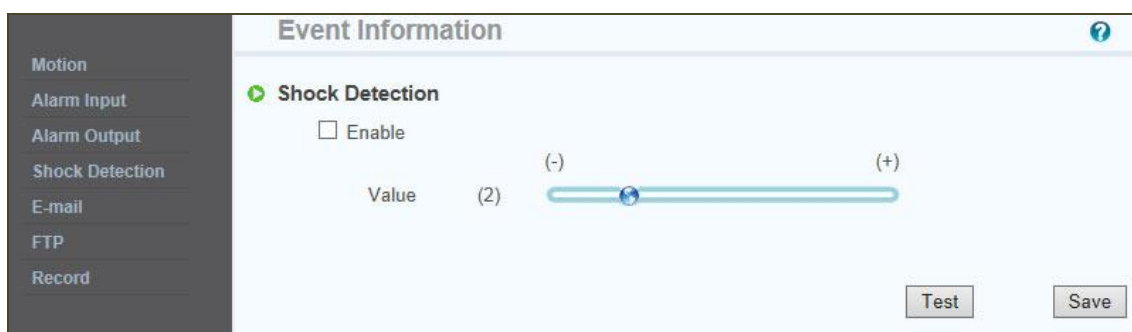 Event Information
?
Motion
Alarm Input
Alarm Output
Shock Detection
E-mail
FTP
Record
Shock Detection
Enable
(-) (+)
Value (2)
Test Save